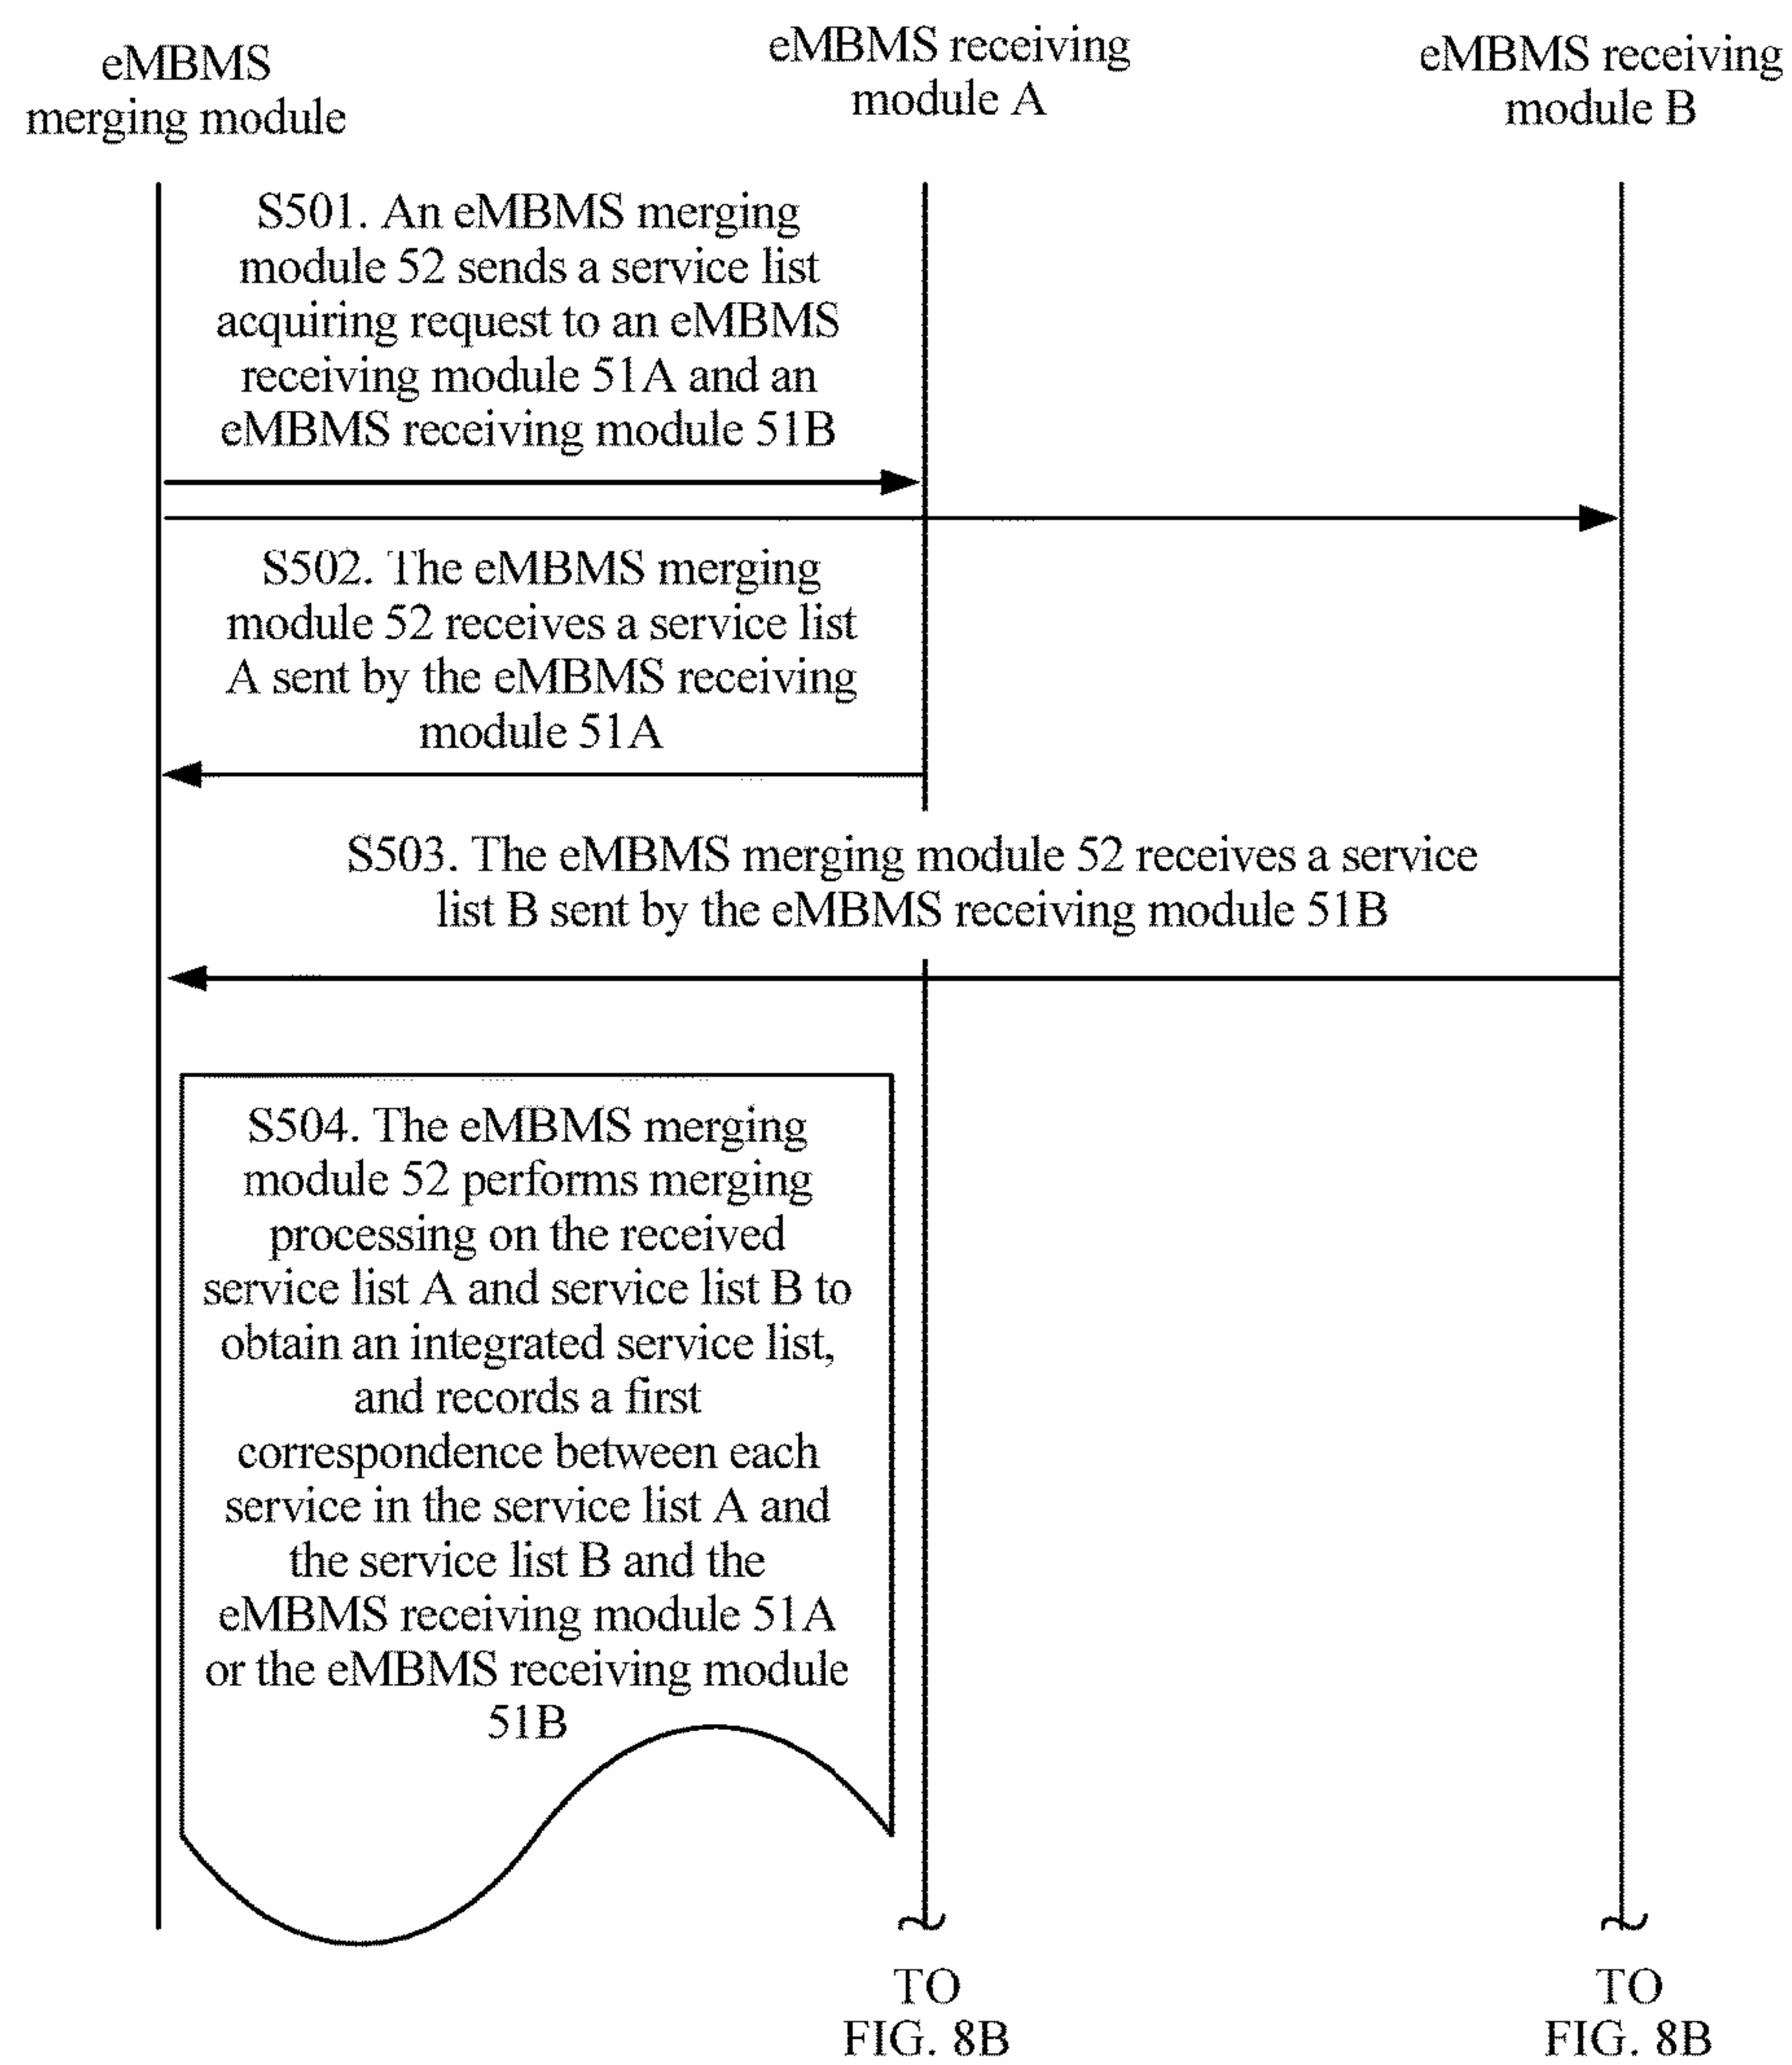 eMBMS
merging module
eMBMS receiving
module A
eMBMS receiving
module B
S501. An eMBMS merging
module 52 sends a service list
acquiring request to an eMBMS
receiving module 51A and an
eMBMS receiving module 51B
S502. The eMBMS merging
module 52 receives a service list
A sent by the eMBMS receiving
module 51A
S503. The eMBMS merging module 52 receives a service
list B sent by the eMBMS receiving module 51B
S504. The eMBMS merging
module 52 performs merging
processing on the received
service list A and service list B to
obtain an integrated service list,
and records a first
correspondence between each
service in the service list A and
the service list B and the
eMBMS receiving module 51A
or the eMBMS receiving module
51B
TO
FIG. 8B
TO
FIG. 8B